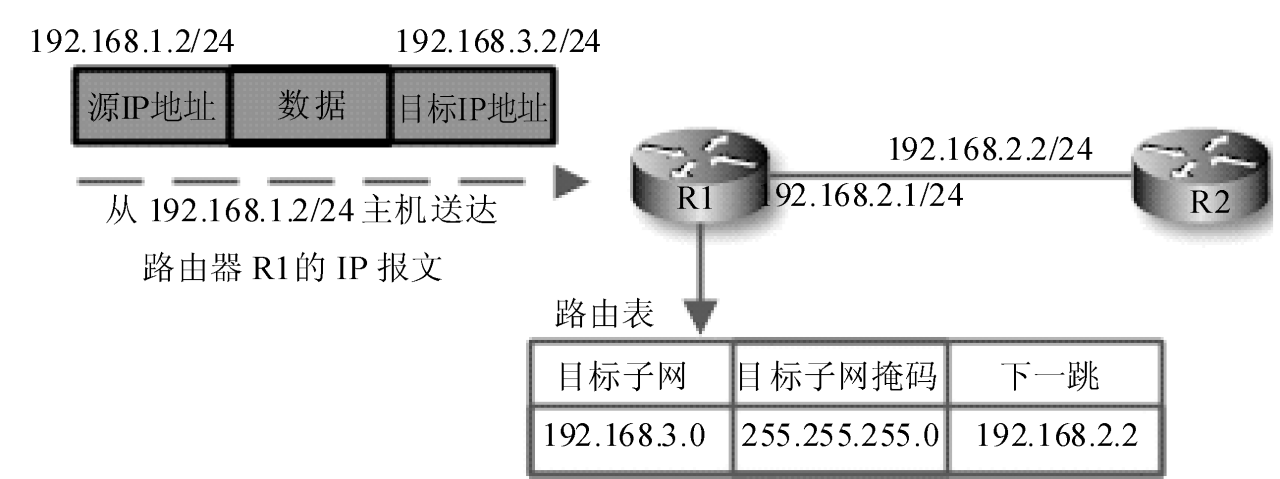 192.168.1.2/24 192.168.3.2/24
源IP地址 数据 目标IP地址
192.168.2.2/24
从 192.168.1.2/24 主机送达
R1 192.168.2.1/24 R2
路由器 R1的 IP 报文
路由表
目标子网 目标子网掩码 下一跳
192.168.3.0 255.255.255.0 192.168.2.2